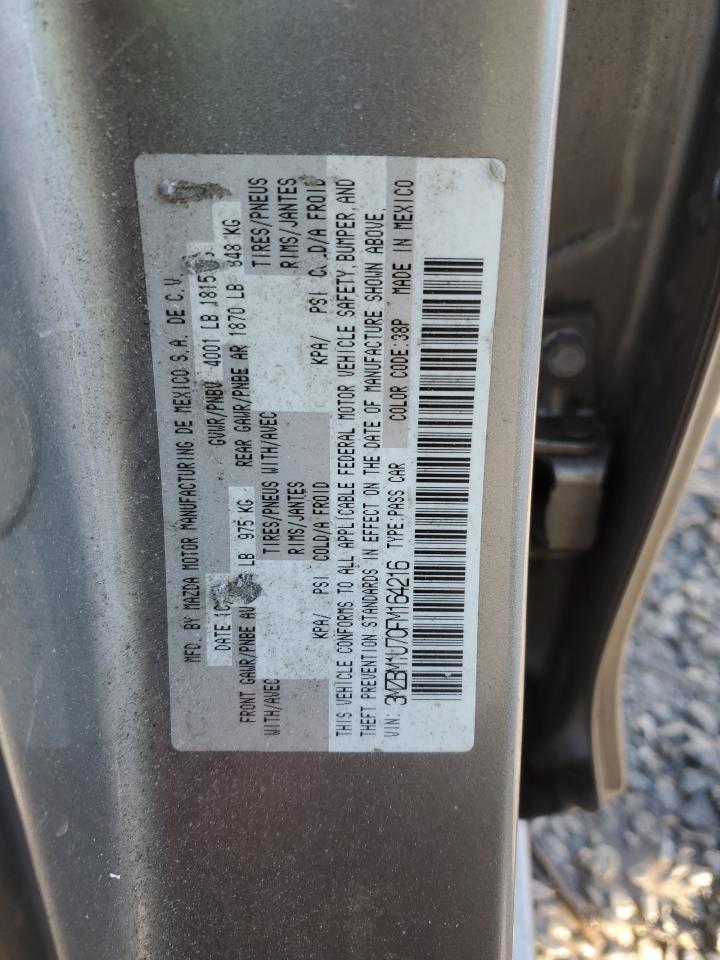 MFD. BY MAZDA MOTOR MANUFACTURING DE MEXICO S.A. DE C.V.
DATE GVWR/PNBV 4001 LB
FRONT GAWR/PNBE AV LB 975 KG REAR GAWR/PNBE AR 1870 LB 848 KG
WITH/AVEC TIRES/PNEUS WITH/AVEC TIRES/PNEUS
RIMS/JANTES RIMS/JANTES
KPA/ PSI COLD/A FROID KPA/ PSI COLD/A FROID
THIS VEHICLE CONFORMS TO ALL APPLICABLE FEDERAL MOTOR VEHICLE SAFETY, BUMPER, AND
THEFT PREVENTION STANDARDS IN EFFECT ON THE DATE OF MANUFACTURE SHOWN ABOVE.
VIN: 3MZBM1U70FM164216 TYPE:PASS CAR COLOR CODE:38P MADE IN MEXICO